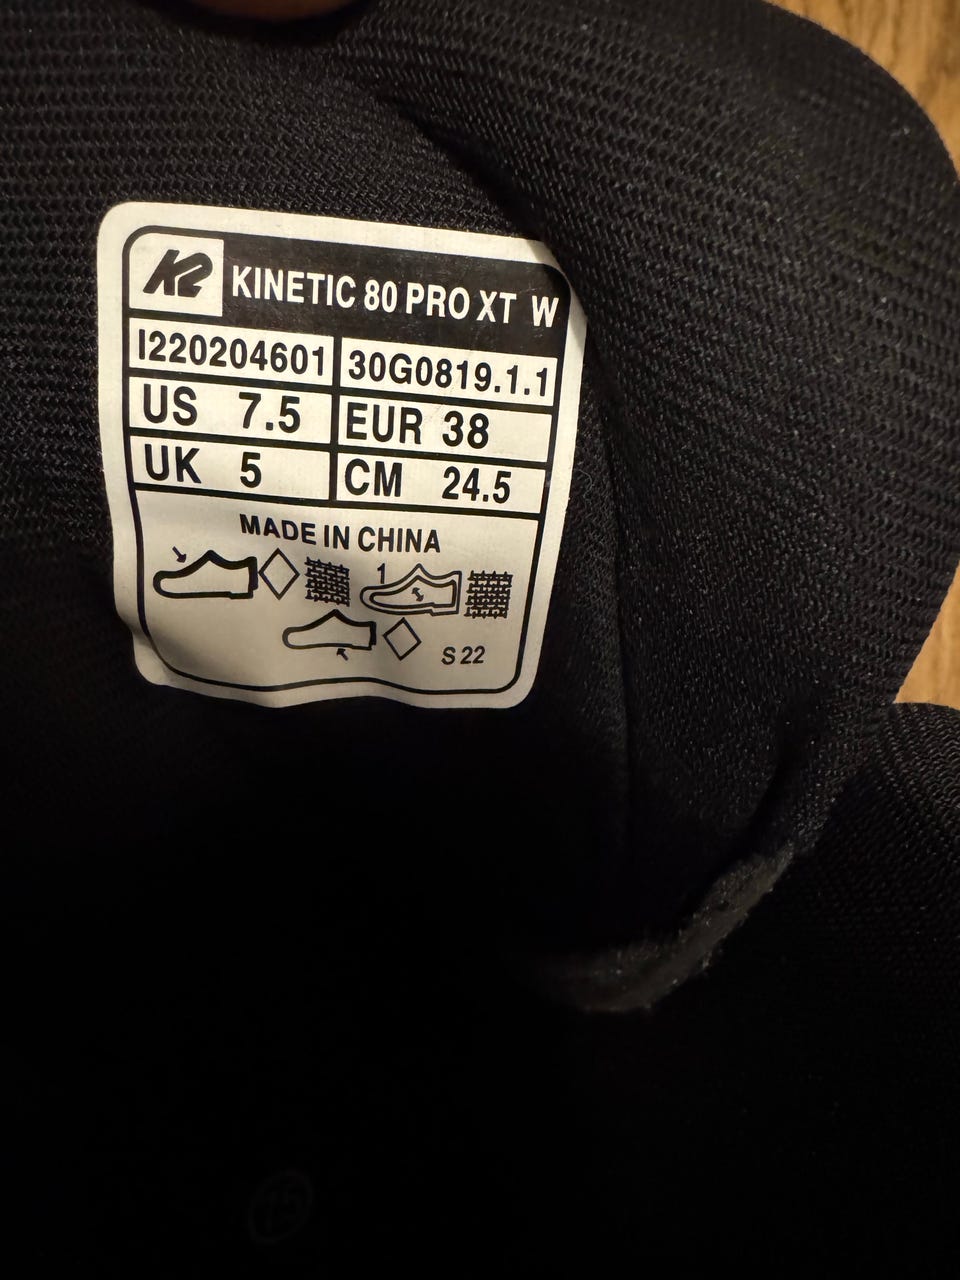 K2 KINETIC 80 PRO XT W
I220204601 30G0819.1.1
US 7.5 EUR 38
UK 5 CM 24.5
MADE IN CHINA
1
S 22